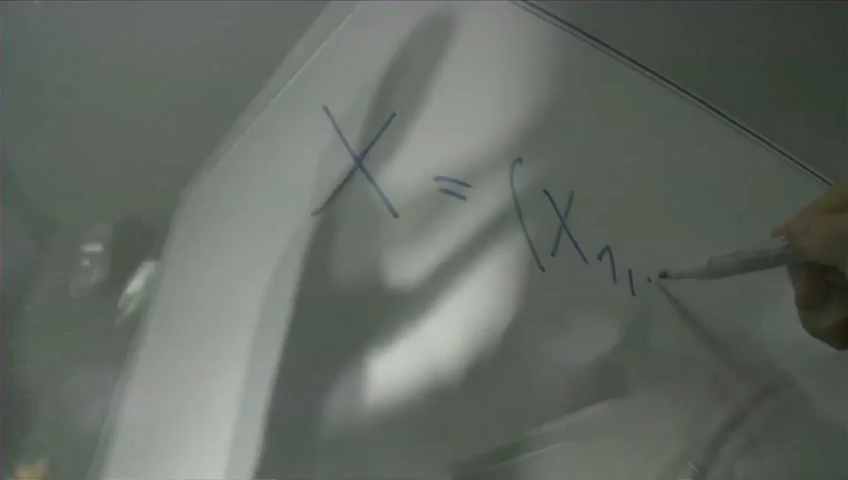 X = (X₁, .